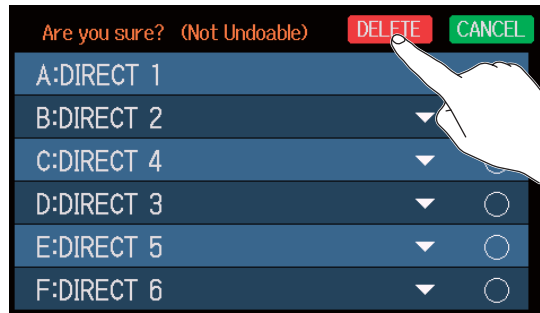 Are you sure? (Not Undoable) DELETE CANCEL
A:DIRECT 1
B:DIRECT 2
C:DIRECT 4
D:DIRECT 3
E:DIRECT 5
F:DIRECT 6